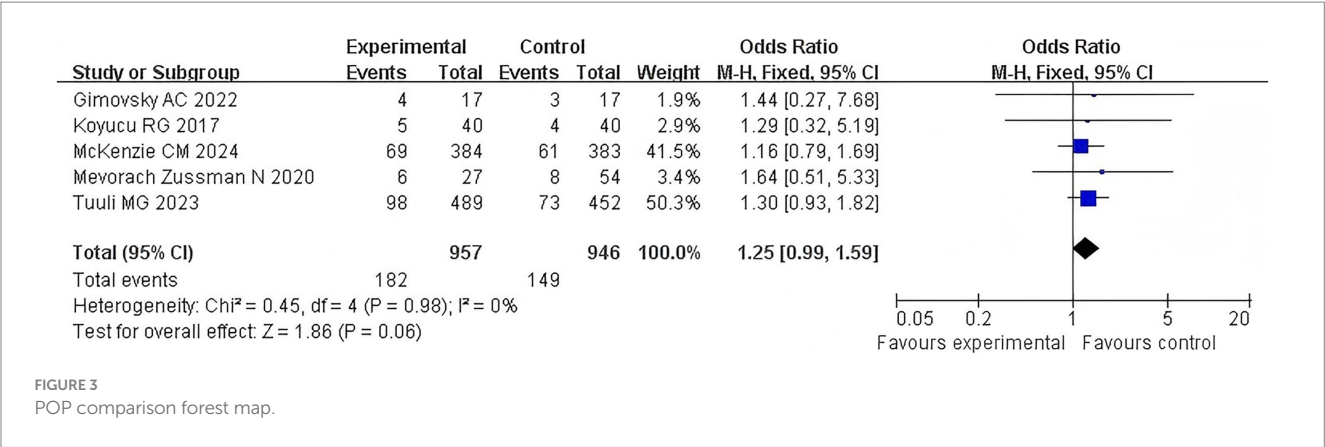 Experimental Control Odds Ratio Odds Ratio
Study or Subgroup Events Total Events Total Weight M-H, Fixed, 95% CI M-H, Fixed, 95% CI
Gimovsky AC 2022 4 17 3 17 1.9% 1.44 [0.27, 7.68]
Koyucu RG 2017 5 40 4 40 2.9% 1.29 [0.32, 5.19]
McKenzie CM 2024 69 384 61 383 41.5% 1.16 [0.79, 1.69]
Mevorach Zussman N 2020 6 27 8 54 3.4% 1.64 [0.51, 5.33]
Tuuli MG 2023 98 489 73 452 50.3% 1.30 [0.93, 1.82]
Total (95% CI) 957 946 100.0% 1.25 [0.99, 1.59]
Total events 182 149
Heterogeneity: Chi² = 0.45, df = 4 (P = 0.98); I² = 0%
Test for overall effect: Z = 1.86 (P = 0.06)
0.05 0.2 1 5 20
Favours experimental Favours control
FIGURE 3
POP comparison forest map.